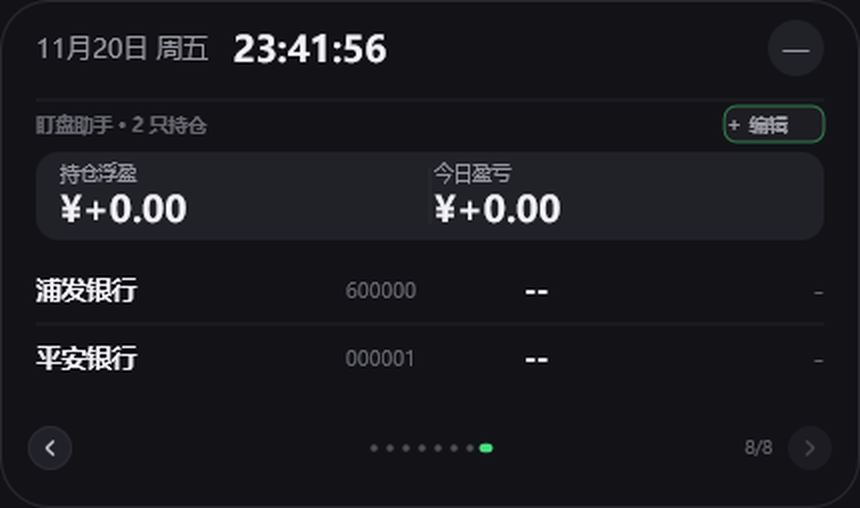 11月20日 周五 23:41:56 —
盯盘助手 • 2 只持仓 + 编辑
持仓浮盈 今日盈亏
¥+0.00 ¥+0.00
浦发银行 600000 -- -
平安银行 000001 -- -
8/8